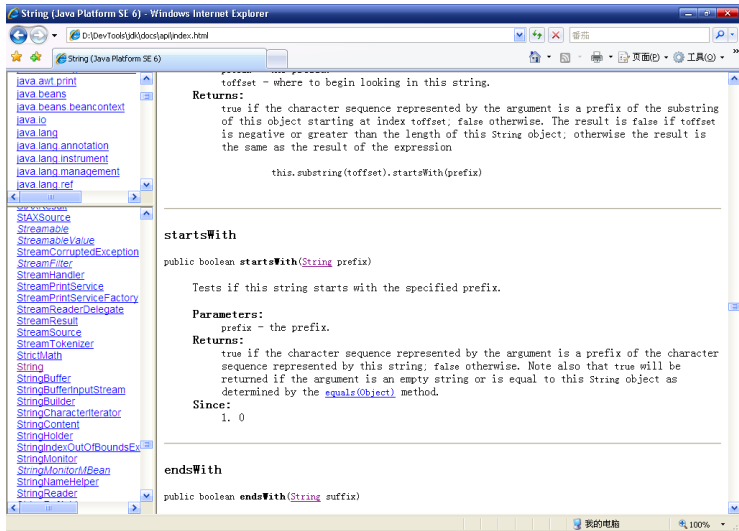 String (Java Platform SE 6) - Windows Internet Explorer
D:\DevTools\jdk\docs\api\index.html
番茄
String (Java Platform SE 6)
页面(P)
工具(O)
java.awt.print
java.beans
java.beans.beancontext
java.io
java.lang
java.lang.annotation
java.lang.instrument
java.lang.management
java.lang.ref
StAXSource
Streamable
StreamableValue
StreamCorruptedException
StreamFilter
StreamHandler
StreamPrintService
StreamPrintServiceFactory
StreamReaderDelegate
StreamResult
StreamSource
StreamTokenizer
StrictMath
String
StringBuffer
StringBufferInputStream
StringBuilder
StringCharacterIterator
StringContent
StringHolder
StringIndexOutOfBoundsEx
StringMonitor
StringMonitorMBean
StringNameHelper
StringReader
toffset - where to begin looking in this string.
Returns:
true if the character sequence represented by the argument is a prefix of the substring
of this object starting at index toffset; false otherwise. The result is false if toffset
is negative or greater than the length of this String object; otherwise the result is
the same as the result of the expression
this.substring(toffset).startsWith(prefix)
startsWith
public boolean startsWith(String prefix)
Tests if this string starts with the specified prefix.
Parameters:
prefix - the prefix.
Returns:
true if the character sequence represented by the argument is a prefix of the character
sequence represented by this string; false otherwise. Note also that true will be
returned if the argument is an empty string or is equal to this String object as
determined by the equals(Object) method.
Since:
1. 0
endsWith
public boolean endsWith(String suffix)
我的电脑
100%